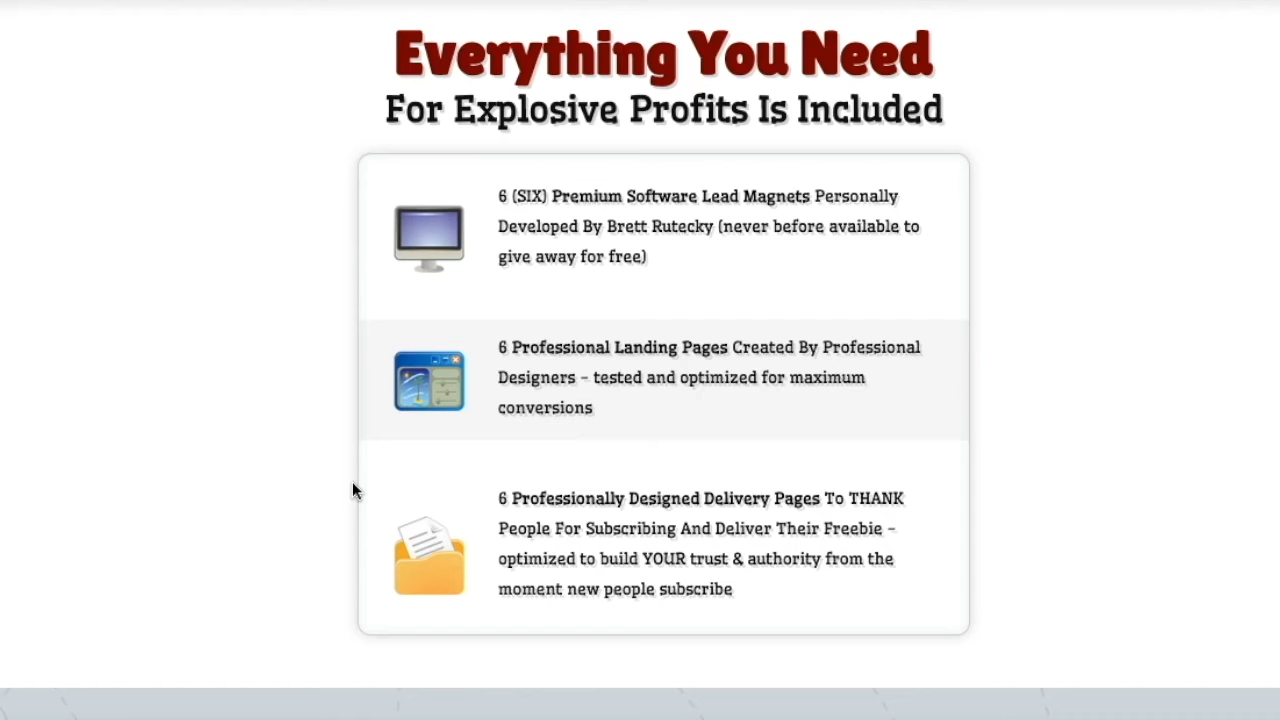 Everything You Need
For Explosive Profits Is Included
6 (SIX) Premium Software Lead Magnets Personally
Developed By Brett Rutecky (never before available to
give away for free)
6 Professional Landing Pages Created By Professional
Designers - tested and optimized for maximum
conversions
6 Professionally Designed Delivery Pages To THANK
People For Subscribing And Deliver Their Freebie -
optimized to build YOUR trust & authority from the
moment new people subscribe